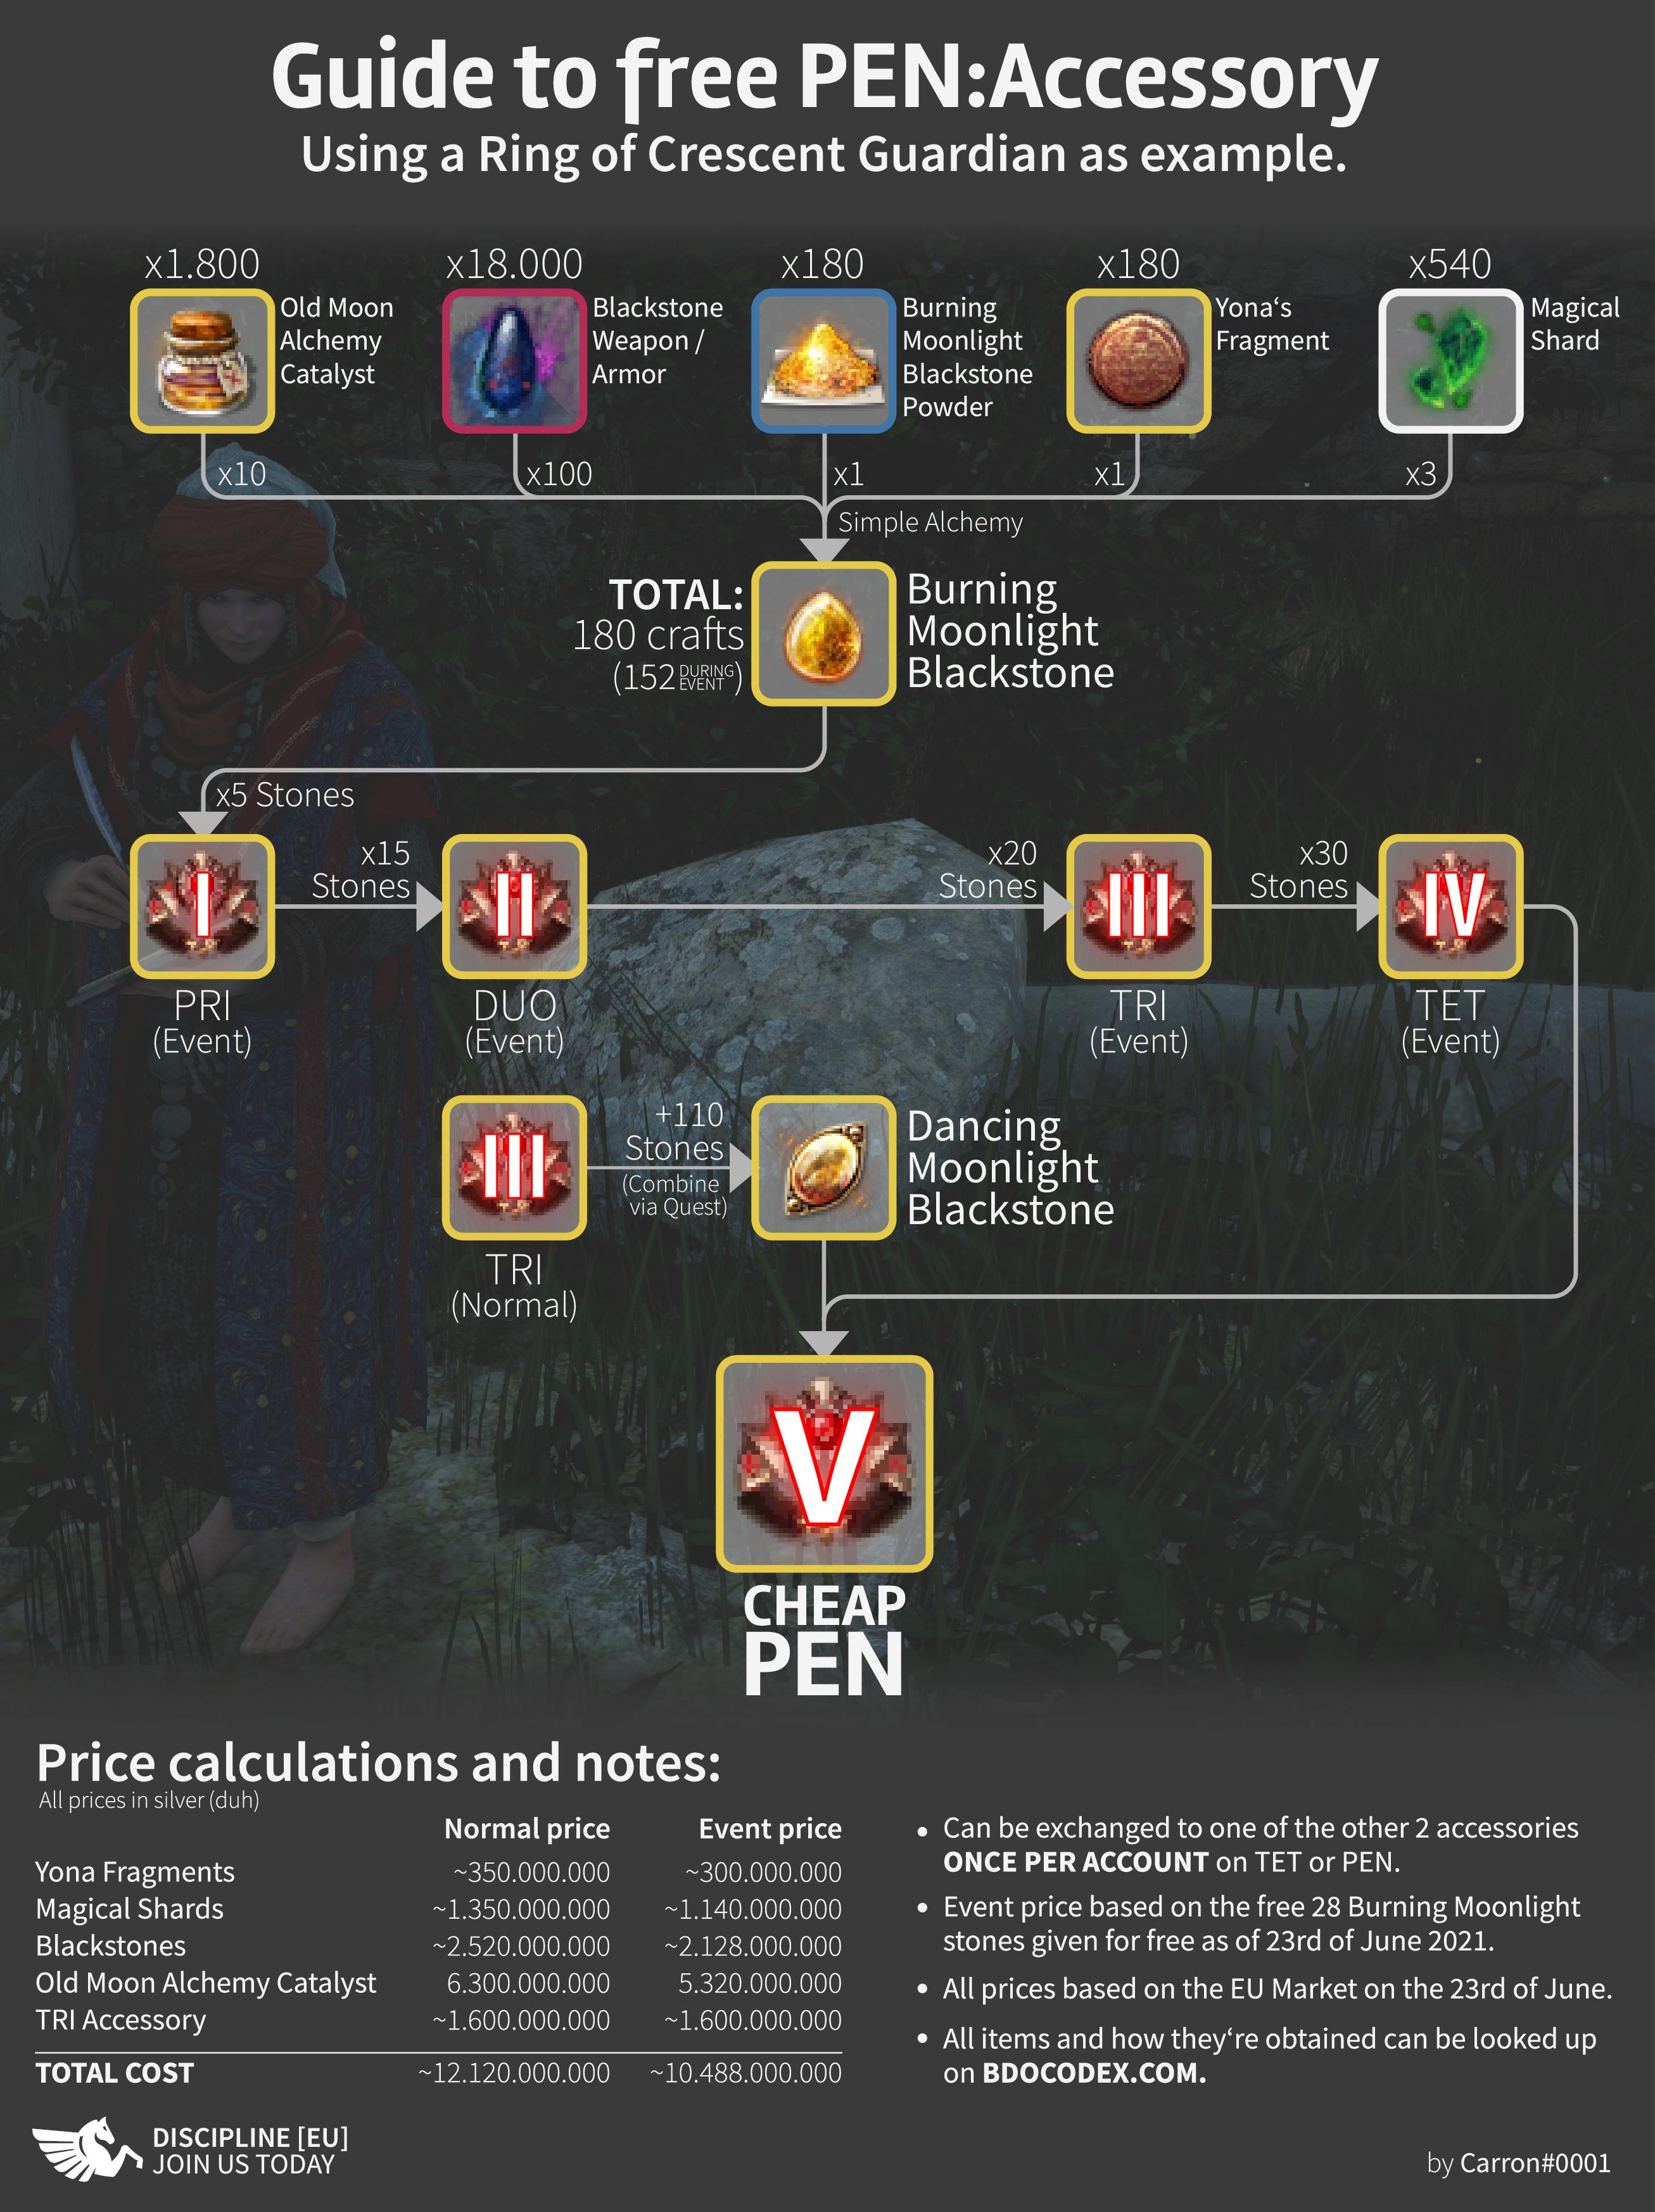 Guide to free PEN:Accessory
Using a Ring of Crescent Guardian as example.
x1.800
Old Moon
Alchemy
Catalyst
x18.000
Blackstone
Weapon /
Armor
x180
Burning
Moonlight
Blackstone
Powder
x180
Yona‘s
Fragment
x540
Magical
Shard
x10
x100
x1
x1
x3
Simple Alchemy
TOTAL:
180 crafts
(152 DURING EVENT)
Burning
Moonlight
Blackstone
x5 Stones
I
x15
Stones
II
x20
Stones
III
x30
Stones
IV
PRI
(Event)
DUO
(Event)
TRI
(Event)
TET
(Event)
III
+110
Stones
(Combine
via Quest)
Dancing
Moonlight
Blackstone
TRI
(Normal)
V
CHEAP
PEN
Price calculations and notes:
All prices in silver (duh)
Normal price Event price
Yona Fragments ~350.000.000 ~300.000.000
Magical Shards ~1.350.000.000 ~1.140.000.000
Blackstones ~2.520.000.000 ~2.128.000.000
Old Moon Alchemy Catalyst 6.300.000.000 5.320.000.000
TRI Accessory ~1.600.000.000 ~1.600.000.000
TOTAL COST ~12.120.000.000 ~10.488.000.000
• Can be exchanged to one of the other 2 accessories
ONCE PER ACCOUNT on TET or PEN.
• Event price based on the free 28 Burning Moonlight
stones given for free as of 23rd of June 2021.
• All prices based on the EU Market on the 23rd of June.
• All items and how they‘re obtained can be looked up
on BDOCODEX.COM.
DISCIPLINE [EU]
JOIN US TODAY
by Carron#0001